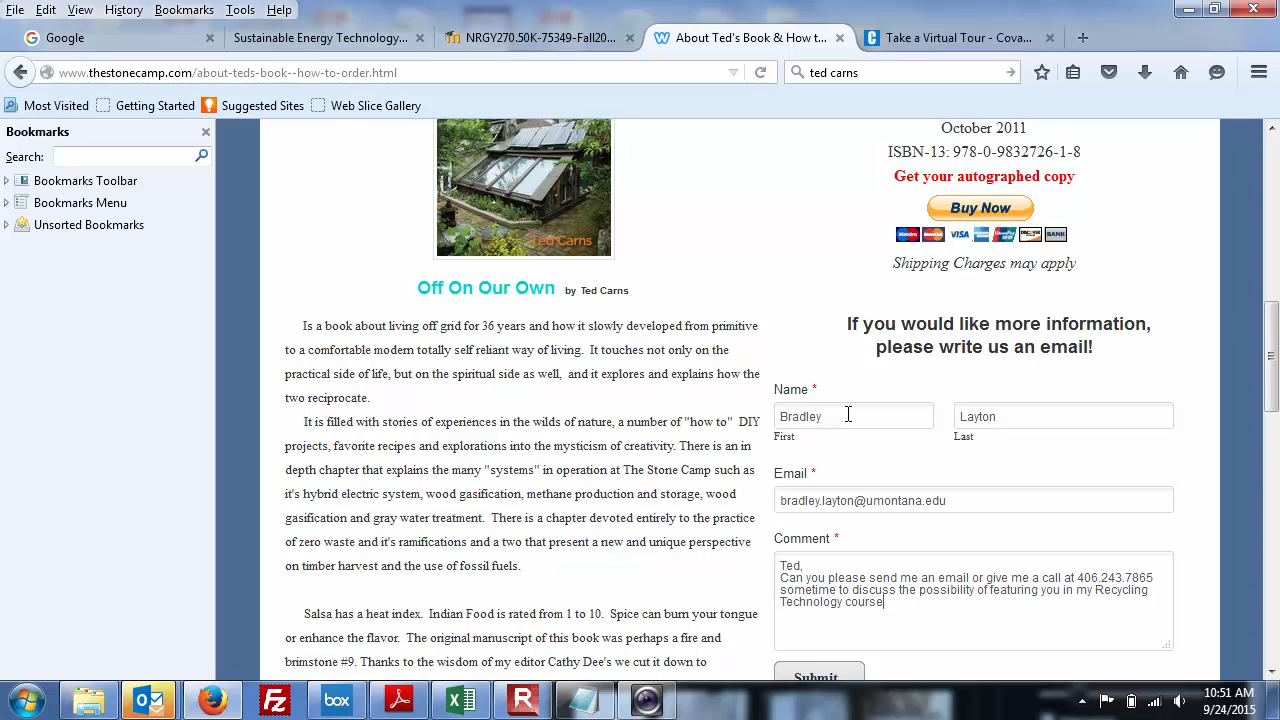 File Edit View History Bookmarks Tools Help
Google × Sustainable Energy Technology... × NRGY270.50K-75349-Fall20... × About Ted's Book & How t... × Take a Virtual Tour - Cova... × +
www.thestonecamp.com/about-teds-book--how-to-order.html ted carns
Most Visited Getting Started Suggested Sites Web Slice Gallery
Bookmarks ×
Search:
Bookmarks Toolbar
Bookmarks Menu
Unsorted Bookmarks
Ted Carns
Off On Our Own by Ted Carns
Is a book about living off grid for 36 years and how it slowly developed from primitive
to a comfortable modern totally self reliant way of living. It touches not only on the
practical side of life, but on the spiritual side as well, and it explores and explains how the
two reciprocate.
It is filled with stories of experiences in the wilds of nature, a number of "how to" DIY
projects, favorite recipes and explorations into the mysticism of creativity. There is an in
depth chapter that explains the many "systems" in operation at The Stone Camp such as
it's hybrid electric system, wood gasification, methane production and storage, wood
gasification and gray water treatment. There is a chapter devoted entirely to the practice
of zero waste and it's ramifications and a two that present a new and unique perspective
on timber harvest and the use of fossil fuels.
Salsa has a heat index. Indian Food is rated from 1 to 10. Spice can burn your tongue
or enhance the flavor. The original manuscript of this book was perhaps a fire and
brimstone #9. Thanks to the wisdom of my editor Cathy Dee's we cut it down to
October 2011
ISBN-13: 978-0-9832726-1-8
Get your autographed copy
Buy Now
VISA BANK
Shipping Charges may apply
If you would like more information,
please write us an email!
Name *
Bradley Layton
First Last
Email *
bradley.layton@umontana.edu
Comment *
Ted,
Can you please send me an email or give me a call at 406.243.7865
sometime to discuss the possibility of featuring you in my Recycling
Technology course
Submit
box
10:51 AM
9/24/2015